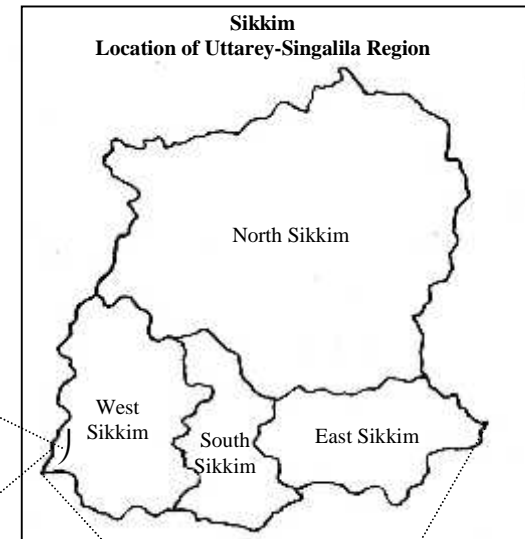 Sikkim
Location of Uttarey-Singalila Region
North Sikkim
West
Sikkim
South
Sikkim
East Sikkim